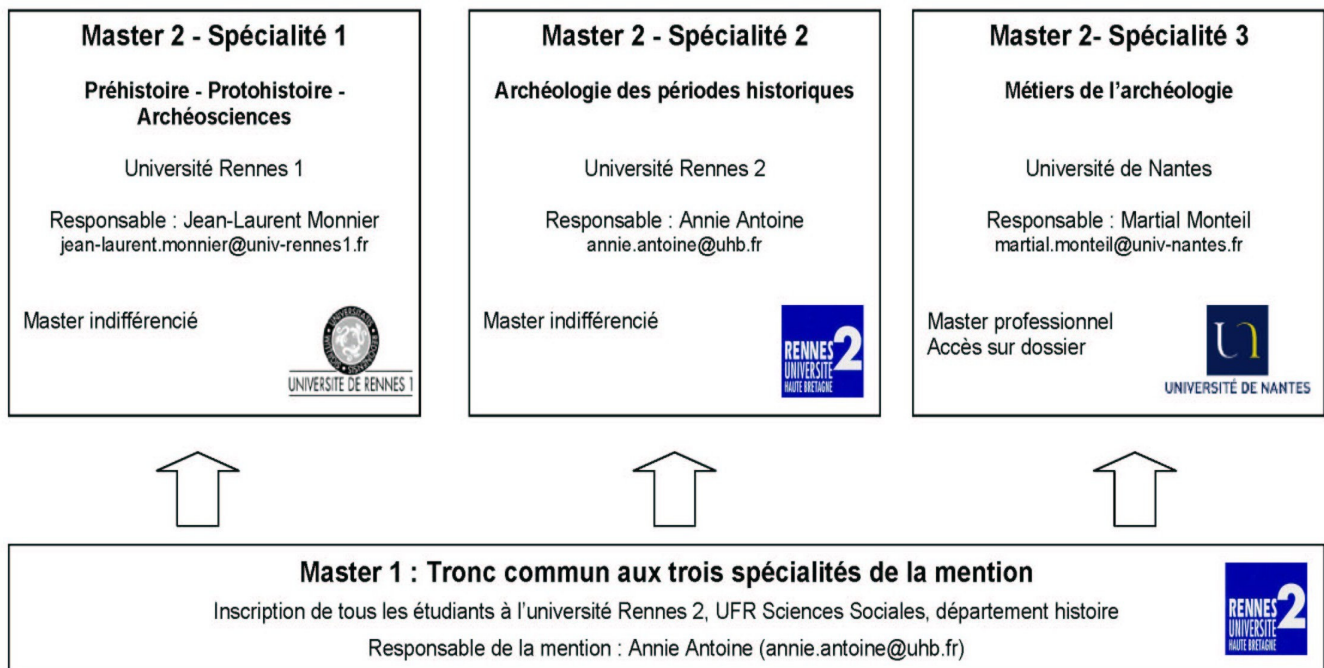 Master 2 - Spécialité 1
Préhistoire - Protohistoire -
Archéosciences
Université Rennes 1
Responsable : Jean-Laurent Monnier
jean-laurent.monnier@univ-rennes1.fr
Master indifférencié
UNIVERSITE DE RENNES 1
Master 2 - Spécialité 2
Archéologie des périodes historiques
Université Rennes 2
Responsable : Annie Antoine
annie.antoine@uhb.fr
Master indifférencié
RENNES 2
UNIVERSITE
HAUTE BRETAGNE
Master 2- Spécialité 3
Métiers de l'archéologie
Université de Nantes
Responsable : Martial Monteil
martial.monteil@univ-nantes.fr
Master professionnel
Accès sur dossier
UNIVERSITÉ DE NANTES
Master 1 : Tronc commun aux trois spécialités de la mention
Inscription de tous les étudiants à l'université Rennes 2, UFR Sciences Sociales, département histoire
Responsable de la mention : Annie Antoine (annie.antoine@uhb.fr)
RENNES 2
UNIVERSITE
HAUTE BRETAGNE